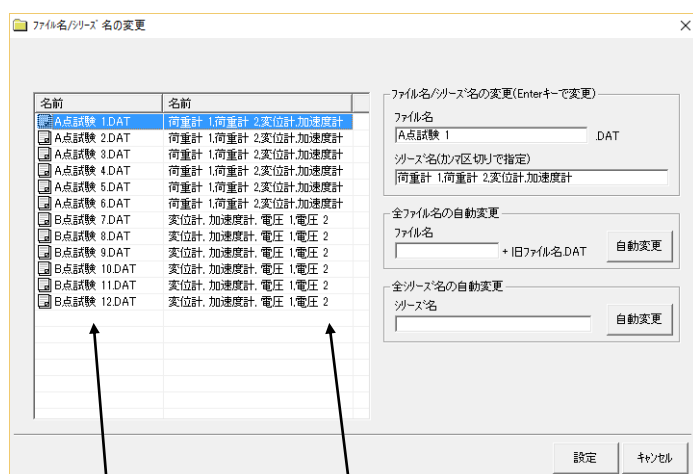 ﾌｧｲﾙ名/ｼﾘｰｽﾞ名の変更
名前 名前
A点試験 1.DAT 荷重計 1,荷重計 2,変位計,加速度計
A点試験 2.DAT 荷重計 1,荷重計 2,変位計,加速度計
A点試験 3.DAT 荷重計 1,荷重計 2,変位計,加速度計
A点試験 4.DAT 荷重計 1,荷重計 2,変位計,加速度計
A点試験 5.DAT 荷重計 1,荷重計 2,変位計,加速度計
A点試験 6.DAT 荷重計 1,荷重計 2,変位計,加速度計
B点試験 7.DAT 変位計, 加速度計, 電圧 1,電圧 2
B点試験 8.DAT 変位計, 加速度計, 電圧 1,電圧 2
B点試験 9.DAT 変位計, 加速度計, 電圧 1,電圧 2
B点試験 10.DAT 変位計, 加速度計, 電圧 1,電圧 2
B点試験 11.DAT 変位計, 加速度計, 電圧 1,電圧 2
B点試験 12.DAT 変位計, 加速度計, 電圧 1,電圧 2
ﾌｧｲﾙ名/ｼﾘｰｽﾞ名の変更(Enterｷｰで変更)
ﾌｧｲﾙ名
A点試験 1 .DAT
ｼﾘｰｽﾞ名(ｶﾝﾏ区切りで指定)
荷重計 1,荷重計 2,変位計,加速度計
全ﾌｧｲﾙ名の自動変更
ﾌｧｲﾙ名
+ 旧ﾌｧｲﾙ名.DAT 自動変更
全ｼﾘｰｽﾞ名の自動変更
ｼﾘｰｽﾞ名
自動変更
設定 ｷｬﾝｾﾙ